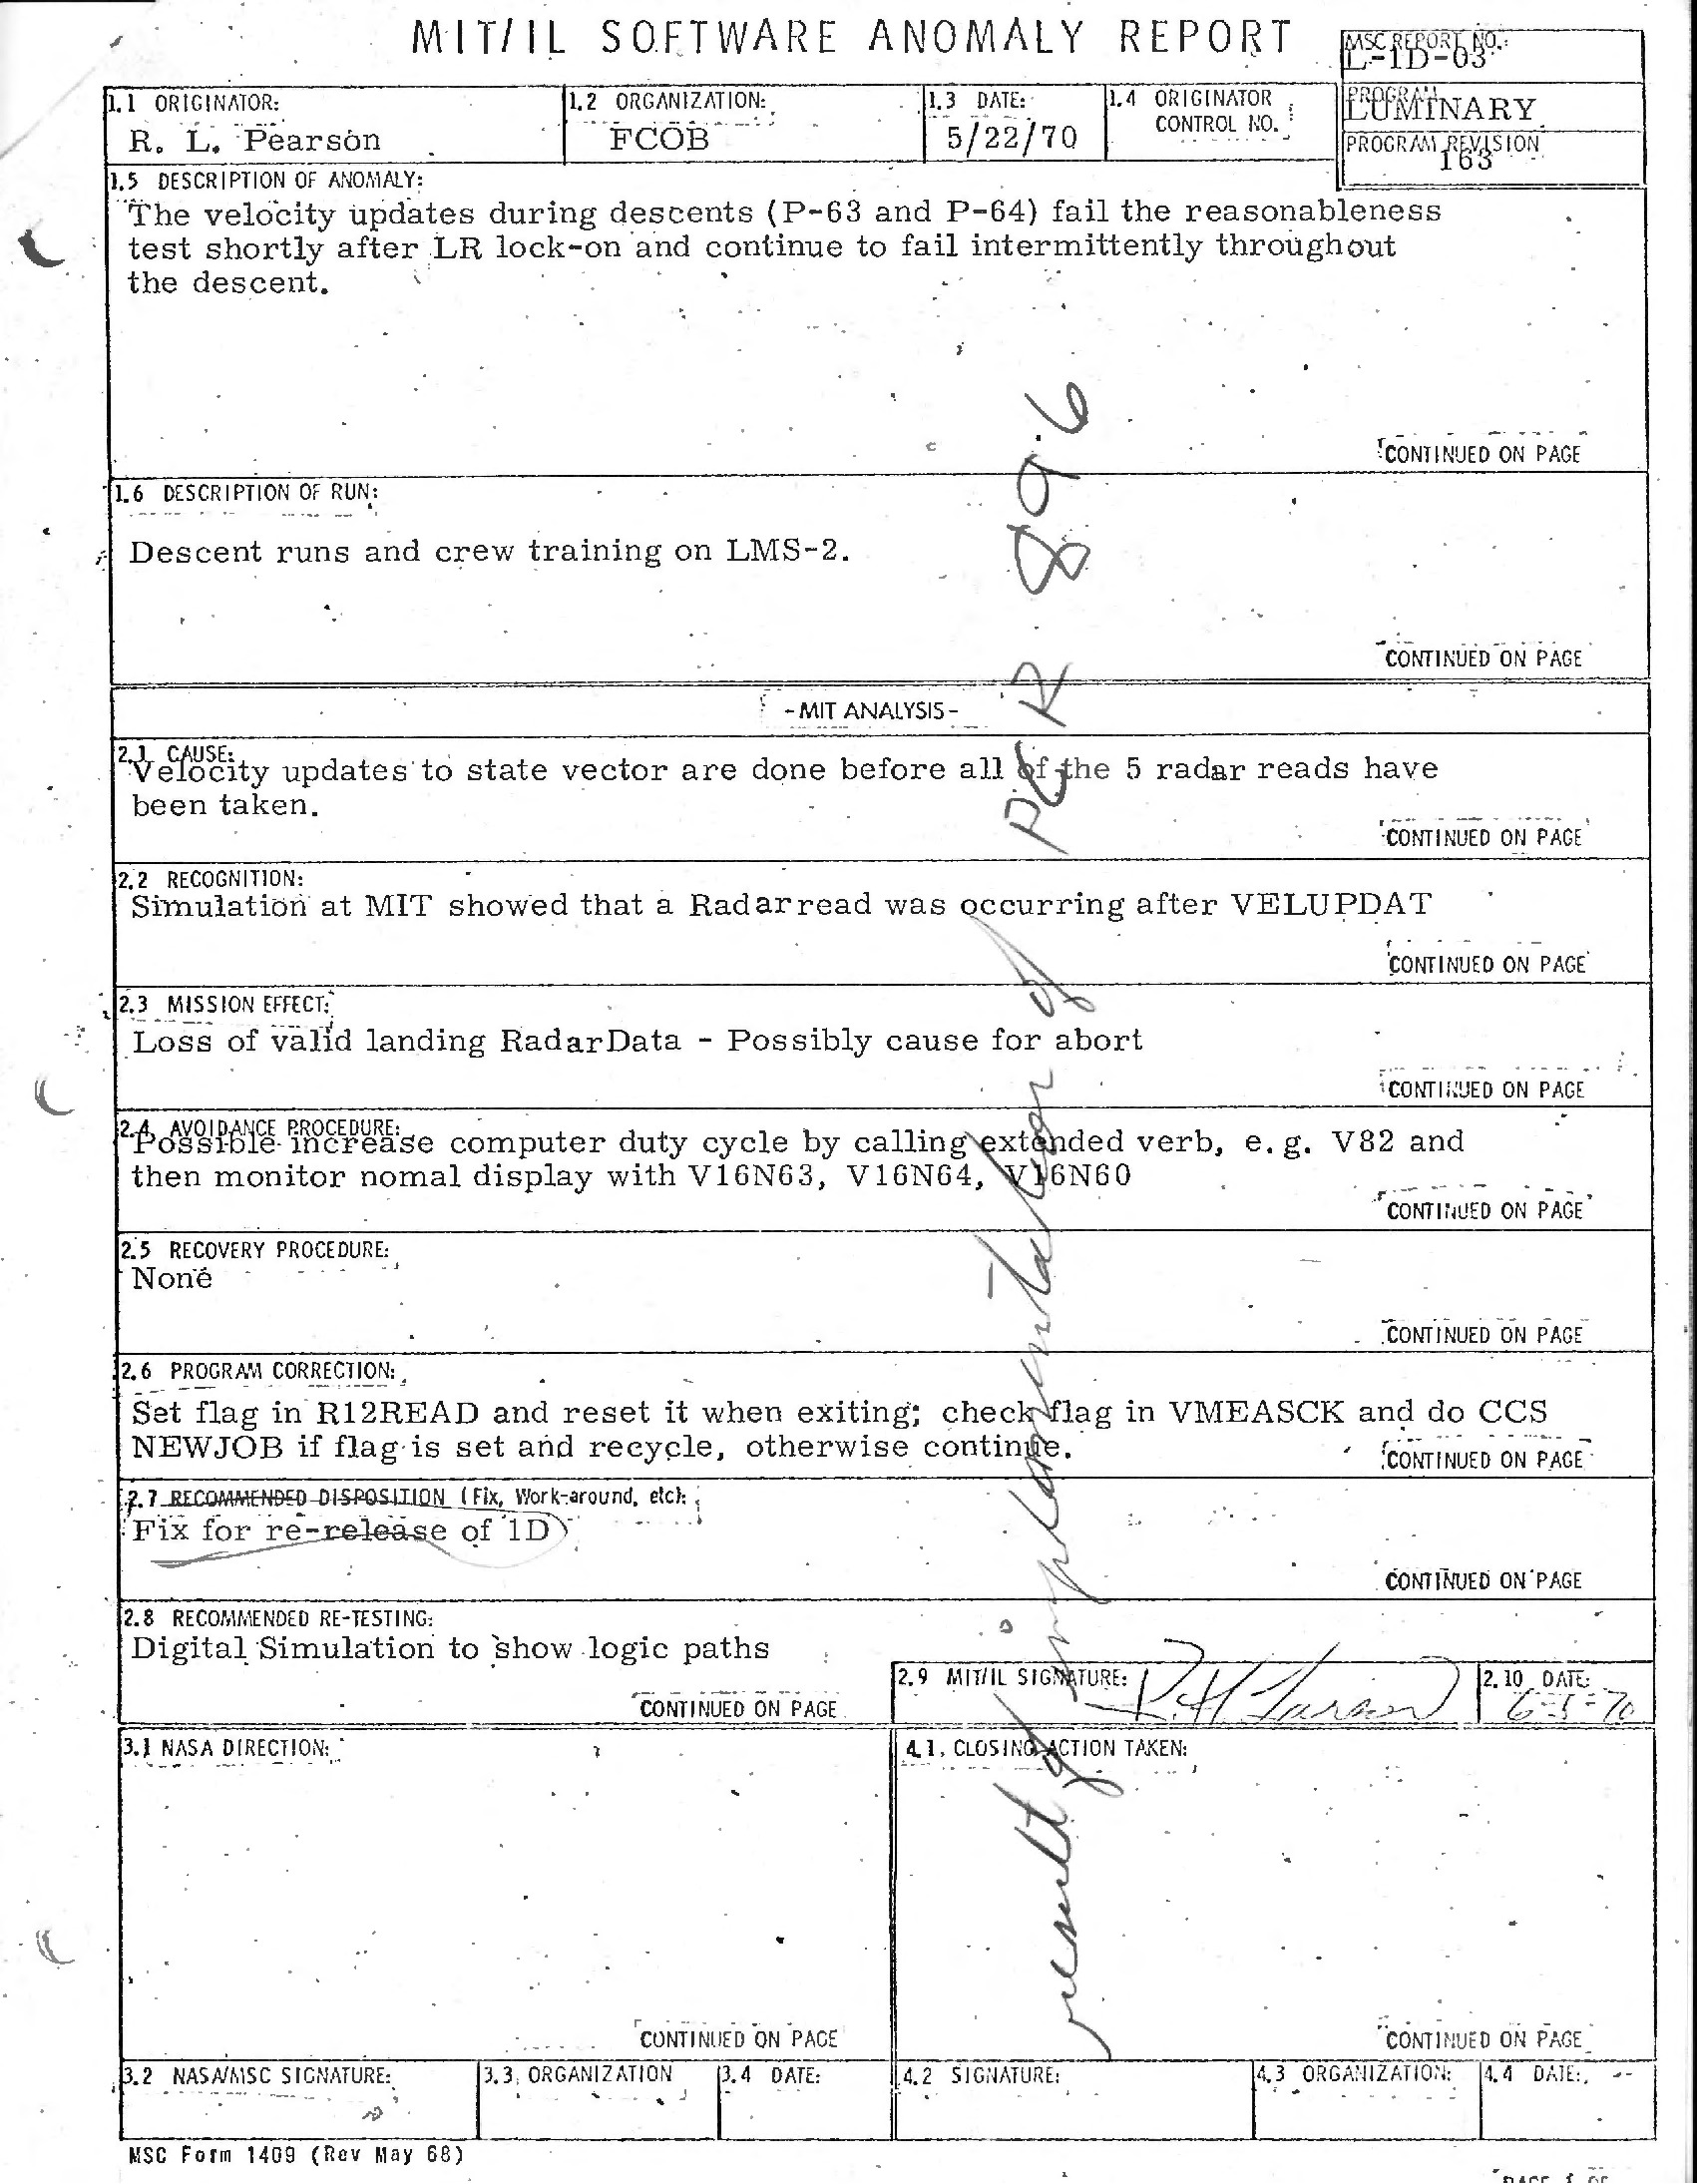 MIT/IL SOFTWARE ANOMALY REPORT
MSC REPORT NO.:
L-1D-03
1.1 ORIGINATOR:
R. L. Pearson
1.2 ORGANIZATION:
FCOB
1.3 DATE:
5/22/70
1.4 ORIGINATOR
CONTROL NO.
PROGRAM
LUMINARY
PROGRAM REVISION
163
1.5 DESCRIPTION OF ANOMALY:
The velocity updates during descents (P-63 and P-64) fail the reasonableness
test shortly after LR lock-on and continue to fail intermittently throughout
the descent.
CONTINUED ON PAGE
1.6 DESCRIPTION OF RUN:
Descent runs and crew training on LMS-2.
CONTINUED ON PAGE
-MIT ANALYSIS-
2.1 CAUSE:
Velocity updates to state vector are done before all of the 5 radar reads have
been taken.
CONTINUED ON PAGE
2.2 RECOGNITION:
Simulation at MIT showed that a Radarread was occurring after VELUPDAT
CONTINUED ON PAGE
2.3 MISSION EFFECT:
Loss of valid landing RadarData - Possibly cause for abort
CONTINUED ON PAGE
2.4 AVOIDANCE PROCEDURE:
Possible increase computer duty cycle by calling extended verb, e.g. V82 and
then monitor nomal display with V16N63, V16N64, V16N60
CONTINUED ON PAGE
2.5 RECOVERY PROCEDURE:
None
CONTINUED ON PAGE
2.6 PROGRAM CORRECTION:
Set flag in R12READ and reset it when exiting; check flag in VMEASCK and do CCS
NEWJOB if flag is set and recycle, otherwise continue.
CONTINUED ON PAGE
2.7 RECOMMENDED DISPOSITION (Fix, Work-around, etc):
Fix for re-release of 1D
CONTINUED ON PAGE
2.8 RECOMMENDED RE-TESTING:
Digital Simulation to show logic paths
CONTINUED ON PAGE
2.9 MIT/IL SIGNATURE:
R. H. Larson
2.10 DATE:
6-5-70
result of implementation of PCR 896
3.1 NASA DIRECTION:
CONTINUED ON PAGE
4.1. CLOSING ACTION TAKEN:
CONTINUED ON PAGE
3.2 NASA/MSC SIGNATURE:
3.3. ORGANIZATION
3.4 DATE:
4.2 SIGNATURE:
4.3 ORGANIZATION:
4.4 DATE:
MSC Form 1409 (Rev May 68)
PAGE 1 OF